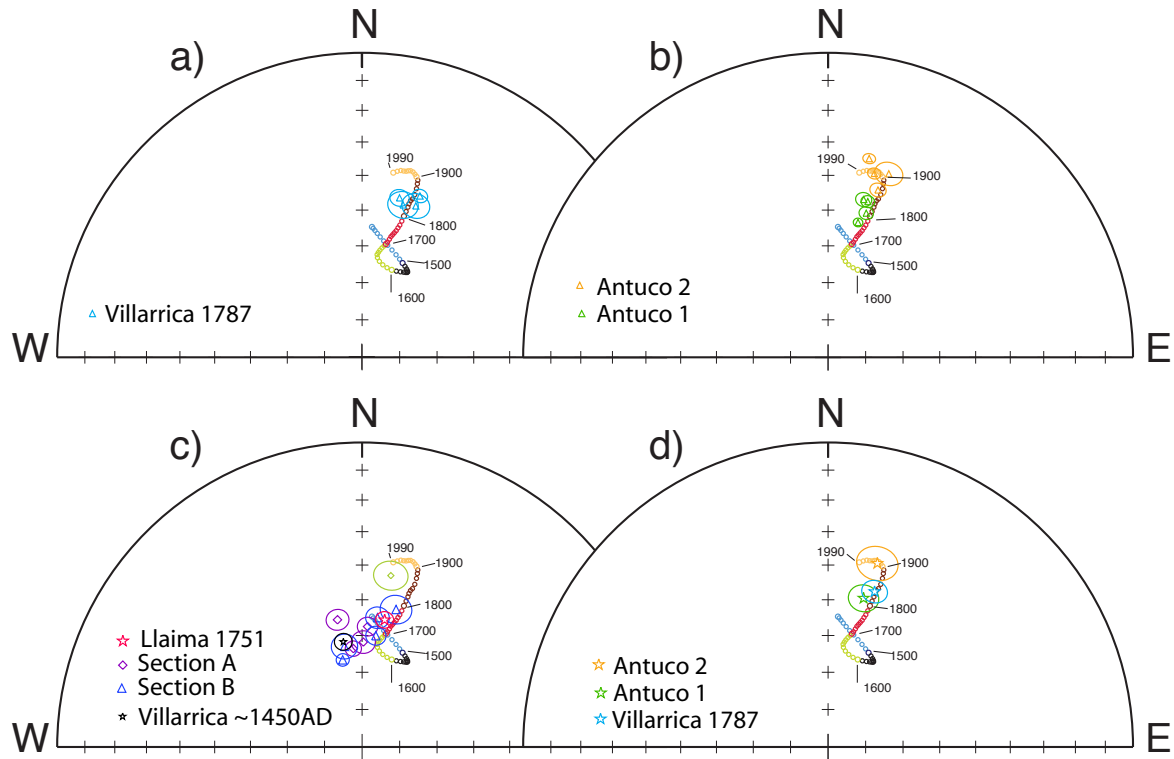 N
N
a)
b)
1990
1900
1800
1700
1500
1600
Villarrica 1787
1990
1900
1800
1700
1500
1600
Antuco 2
Antuco 1
W
E
N
N
c)
d)
1990
1900
1800
1700
1500
1600
Llaima 1751
Section A
Section B
Villarrica ~1450AD
1990
1900
1800
1700
1500
1600
Antuco 2
Antuco 1
Villarrica 1787
W
E